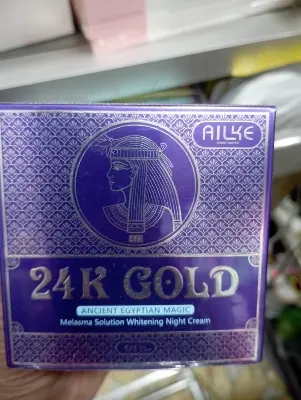 AILKE
24K GOLD
ANCIENT EGYPTIAN MAGIC
Melasma Solution Whitening Night Cream